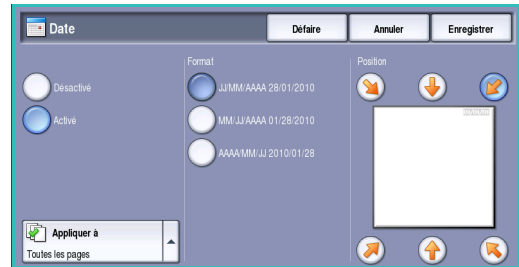 Date
Défaire
Annuler
Enregistrer
Format
Position
Désactivé
Activé
JJ/MM/AAAA 28/01/2010
MM/JJ/AAAA 01/28/2010
AAAA/MM/JJ 2010/01/28
Appliquer à
Toutes les pages